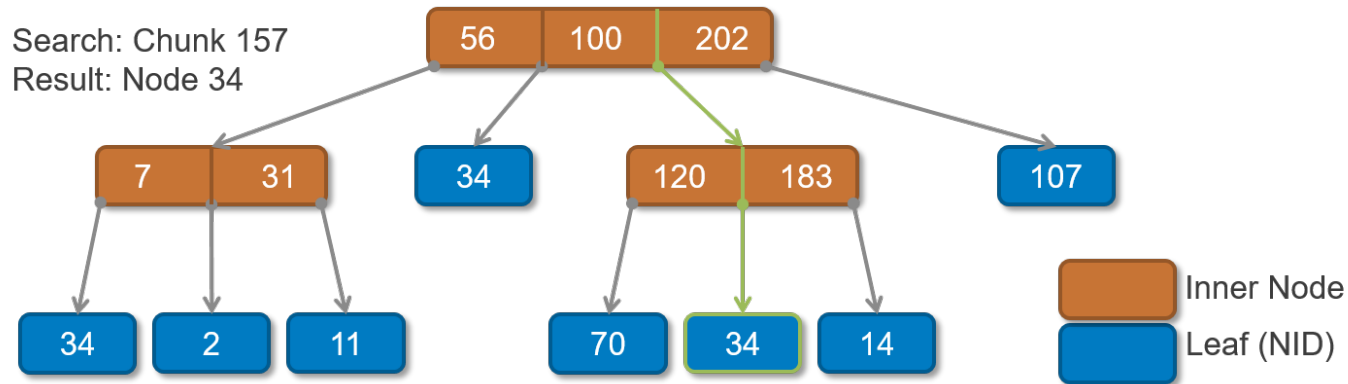 Search: Chunk 157
Result: Node 34
56 100 202
7 31
34
120 183
107
34
2
11
70
34
14
Inner Node
Leaf (NID)